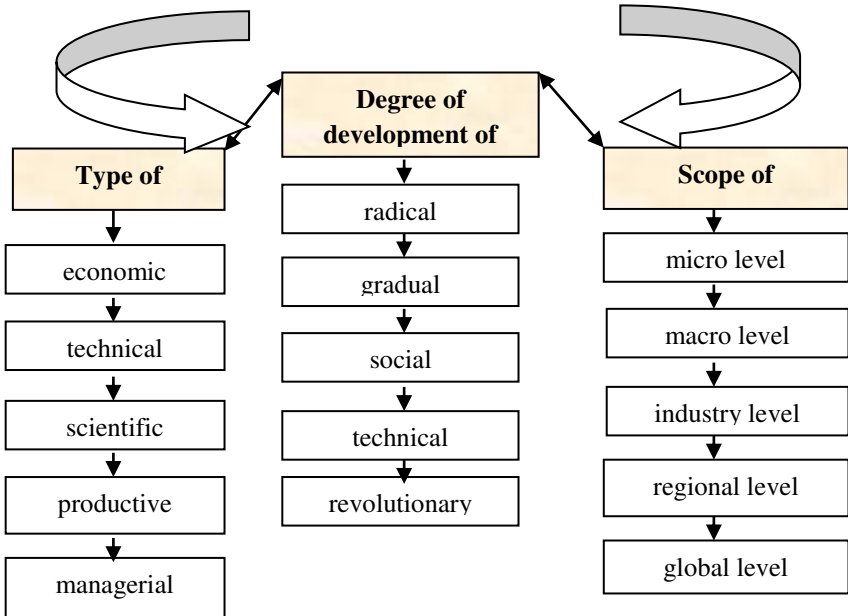 Degree of
development of
Type of
economic
technical
scientific
productive
managerial
radical
gradual
social
technical
revolutionary
Scope of
micro level
macro level
industry level
regional level
global level